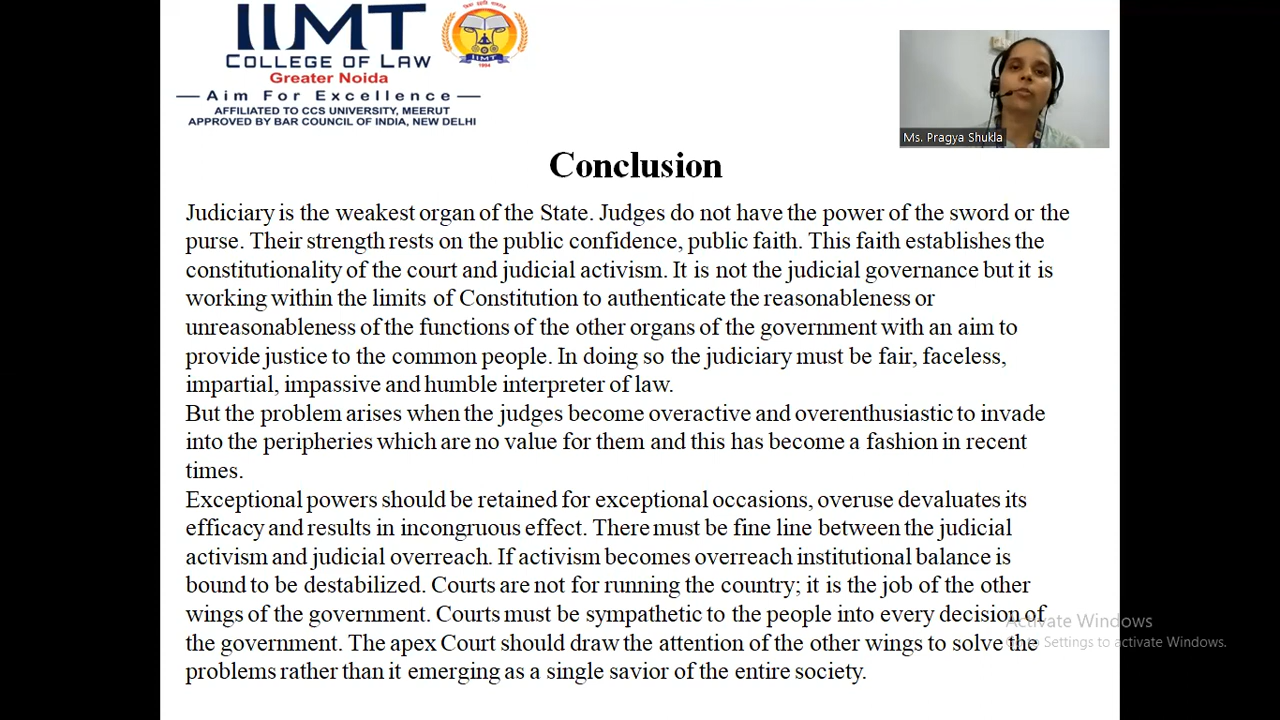 IIMT
COLLEGE OF LAW
Greater Noida
Aim For Excellence
AFFILIATED TO CCS UNIVERSITY, MEERUT
APPROVED BY BAR COUNCIL OF INDIA, NEW DELHI
IIMT
1994
Ms. Pragya Shukla
Conclusion
Judiciary is the weakest organ of the State. Judges do not have the power of the sword or the
purse. Their strength rests on the public confidence, public faith. This faith establishes the
constitutionality of the court and judicial activism. It is not the judicial governance but it is
working within the limits of Constitution to authenticate the reasonableness or
unreasonableness of the functions of the other organs of the government with an aim to
provide justice to the common people. In doing so the judiciary must be fair, faceless,
impartial, impassive and humble interpreter of law.
But the problem arises when the judges become overactive and overenthusiastic to invade
into the peripheries which are no value for them and this has become a fashion in recent
times.
Exceptional powers should be retained for exceptional occasions, overuse devaluates its
efficacy and results in incongruous effect. There must be fine line between the judicial
activism and judicial overreach. If activism becomes overreach institutional balance is
bound to be destabilized. Courts are not for running the country; it is the job of the other
wings of the government. Courts must be sympathetic to the people into every decision of
the government. The apex Court should draw the attention of the other wings to solve the
problems rather than it emerging as a single savior of the entire society.
Activate Windows
Go to Settings to activate Windows.